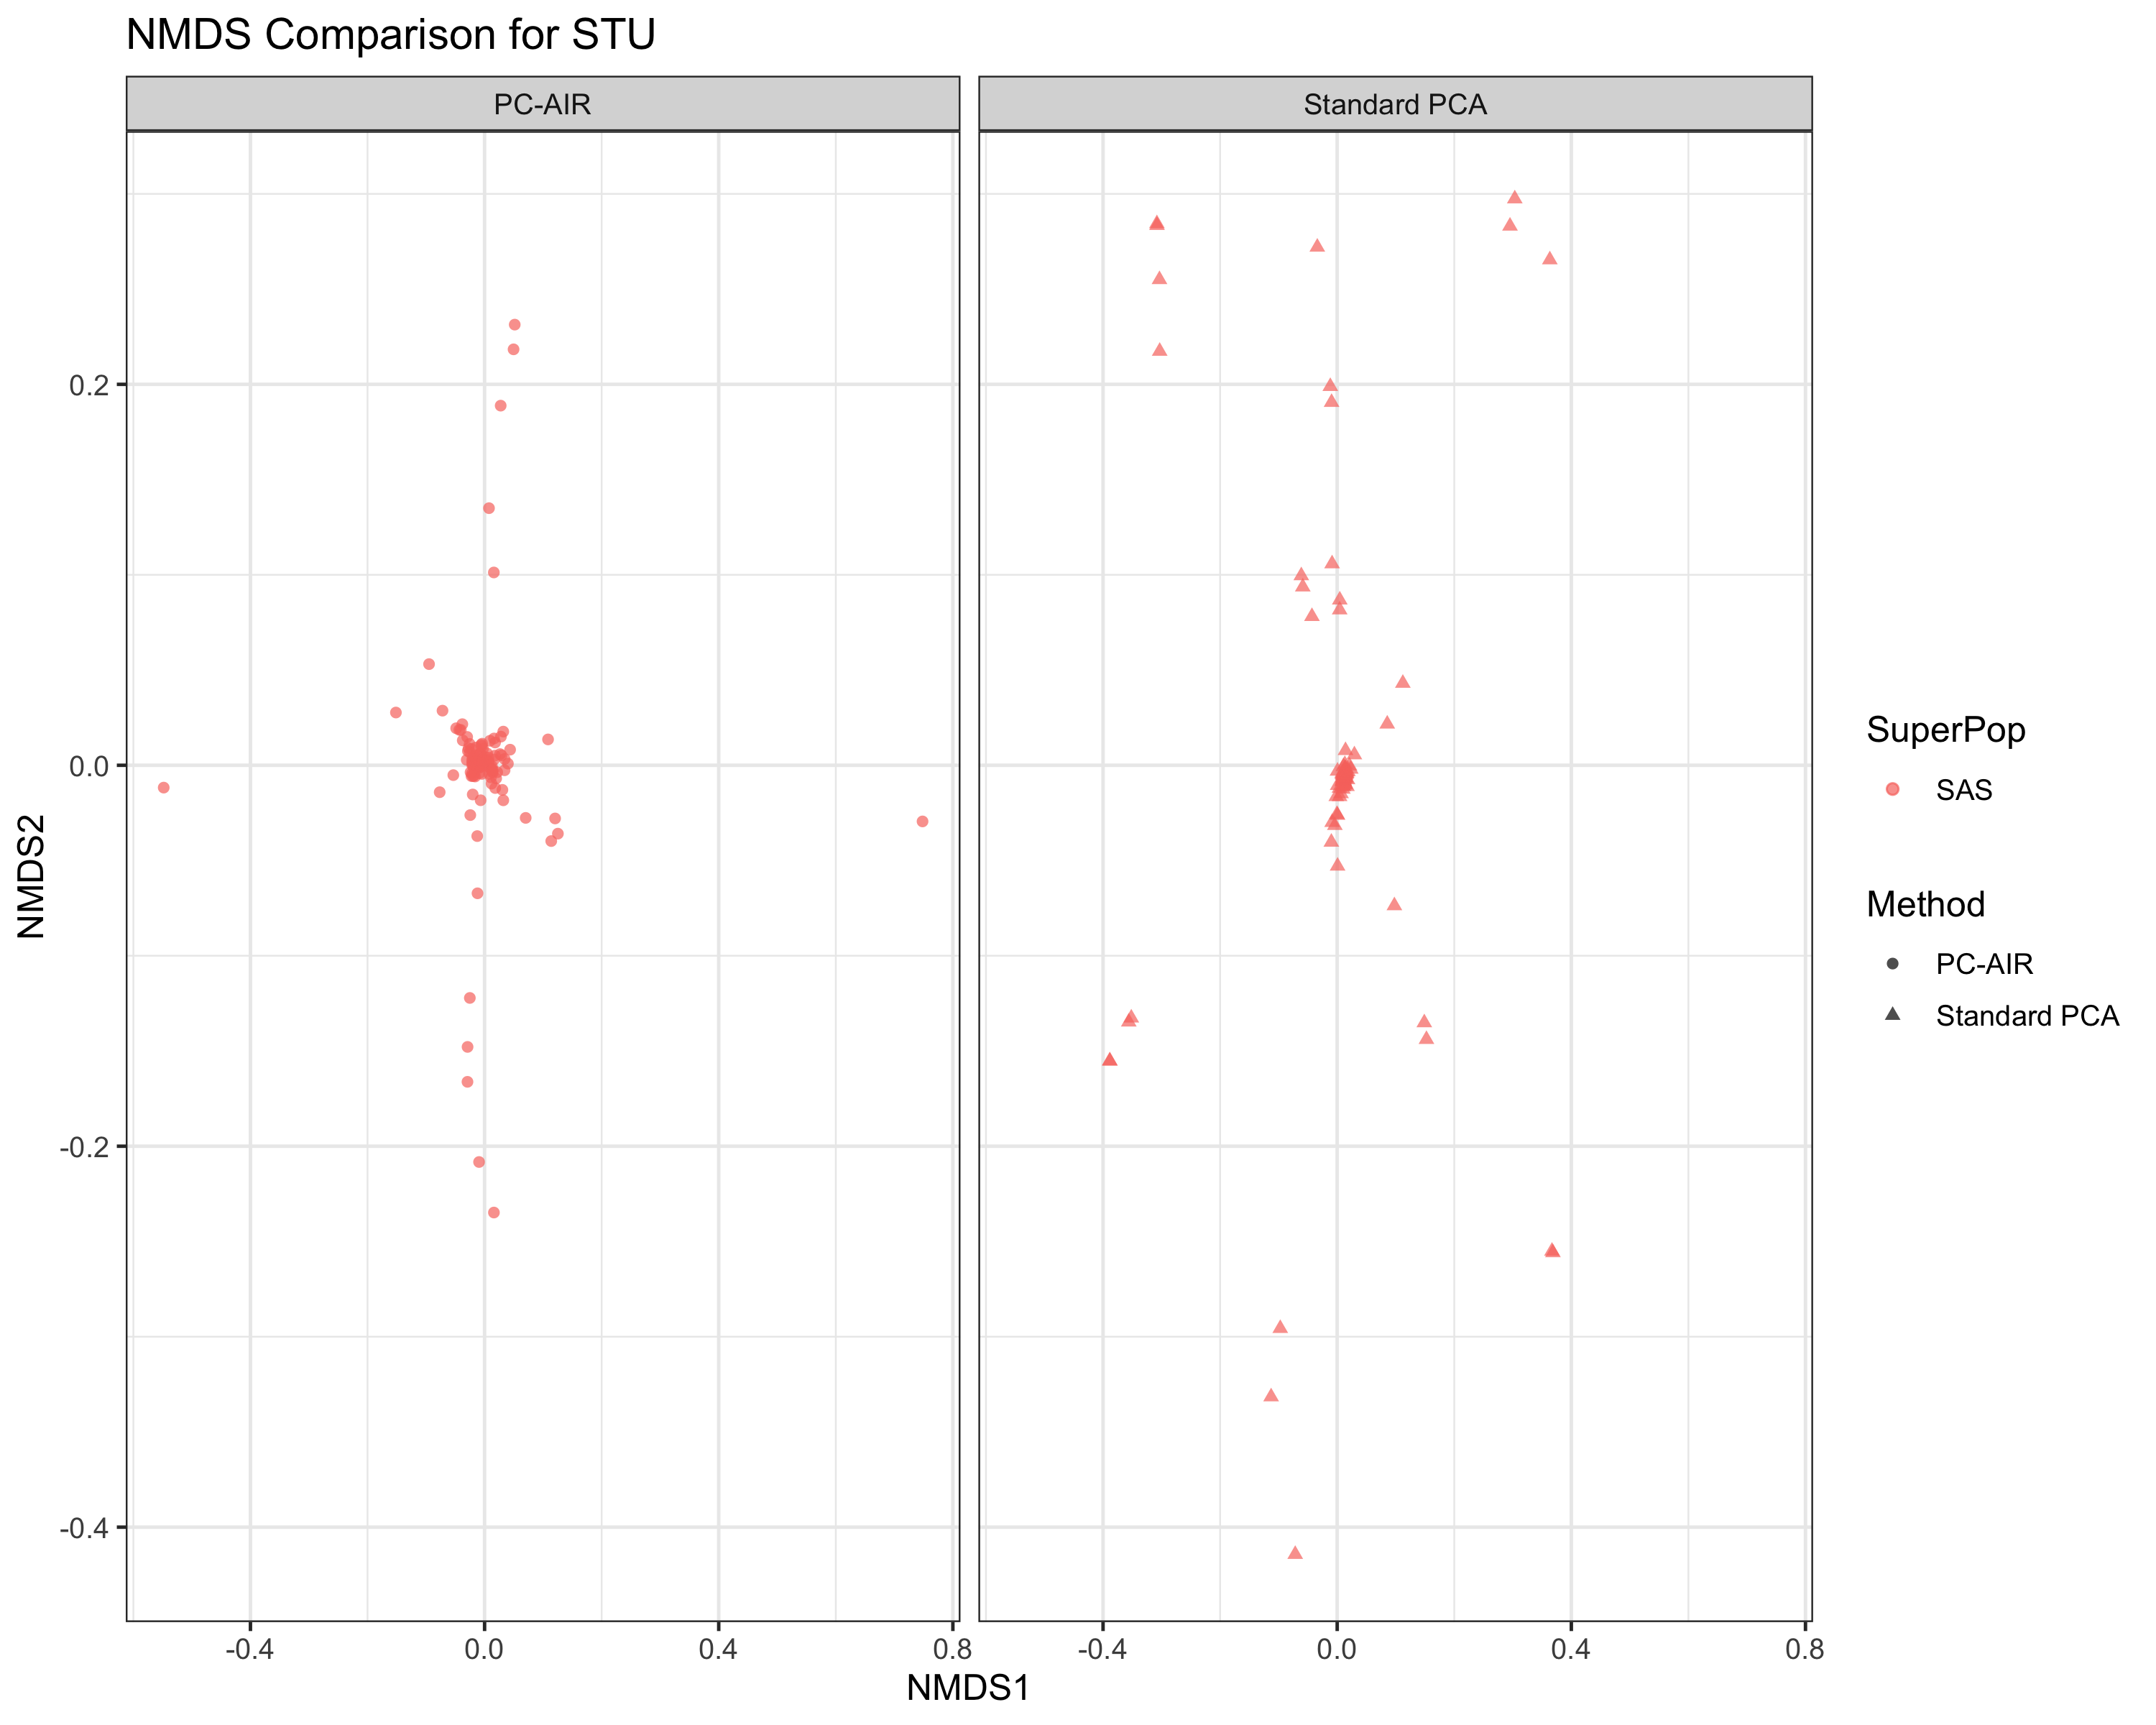 NMDS Comparison for STU
PC-AIR
Standard PCA
0.2
0.0
-0.2
-0.4
NMDS2
-0.4
0.0
0.4
0.8
-0.4
0.0
0.4
0.8
NMDS1
SuperPop
SAS
Method
PC-AIR
Standard PCA